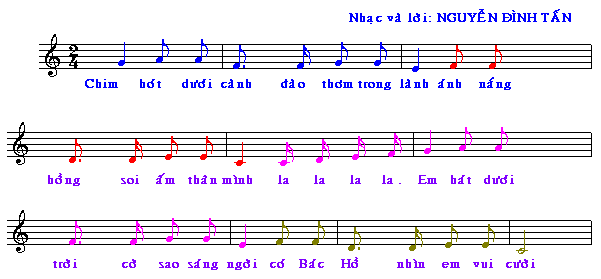 Nhạc và lời: NGUYỄN ĐÌNH TẤN
2
4
Chim hót dưới cành đào thơm trong lành ánh nắng
hồng soi ấm thân mình la la la la . Em hát dưới
trời cờ sao sáng ngời có Bác Hồ nhìn em vui cười